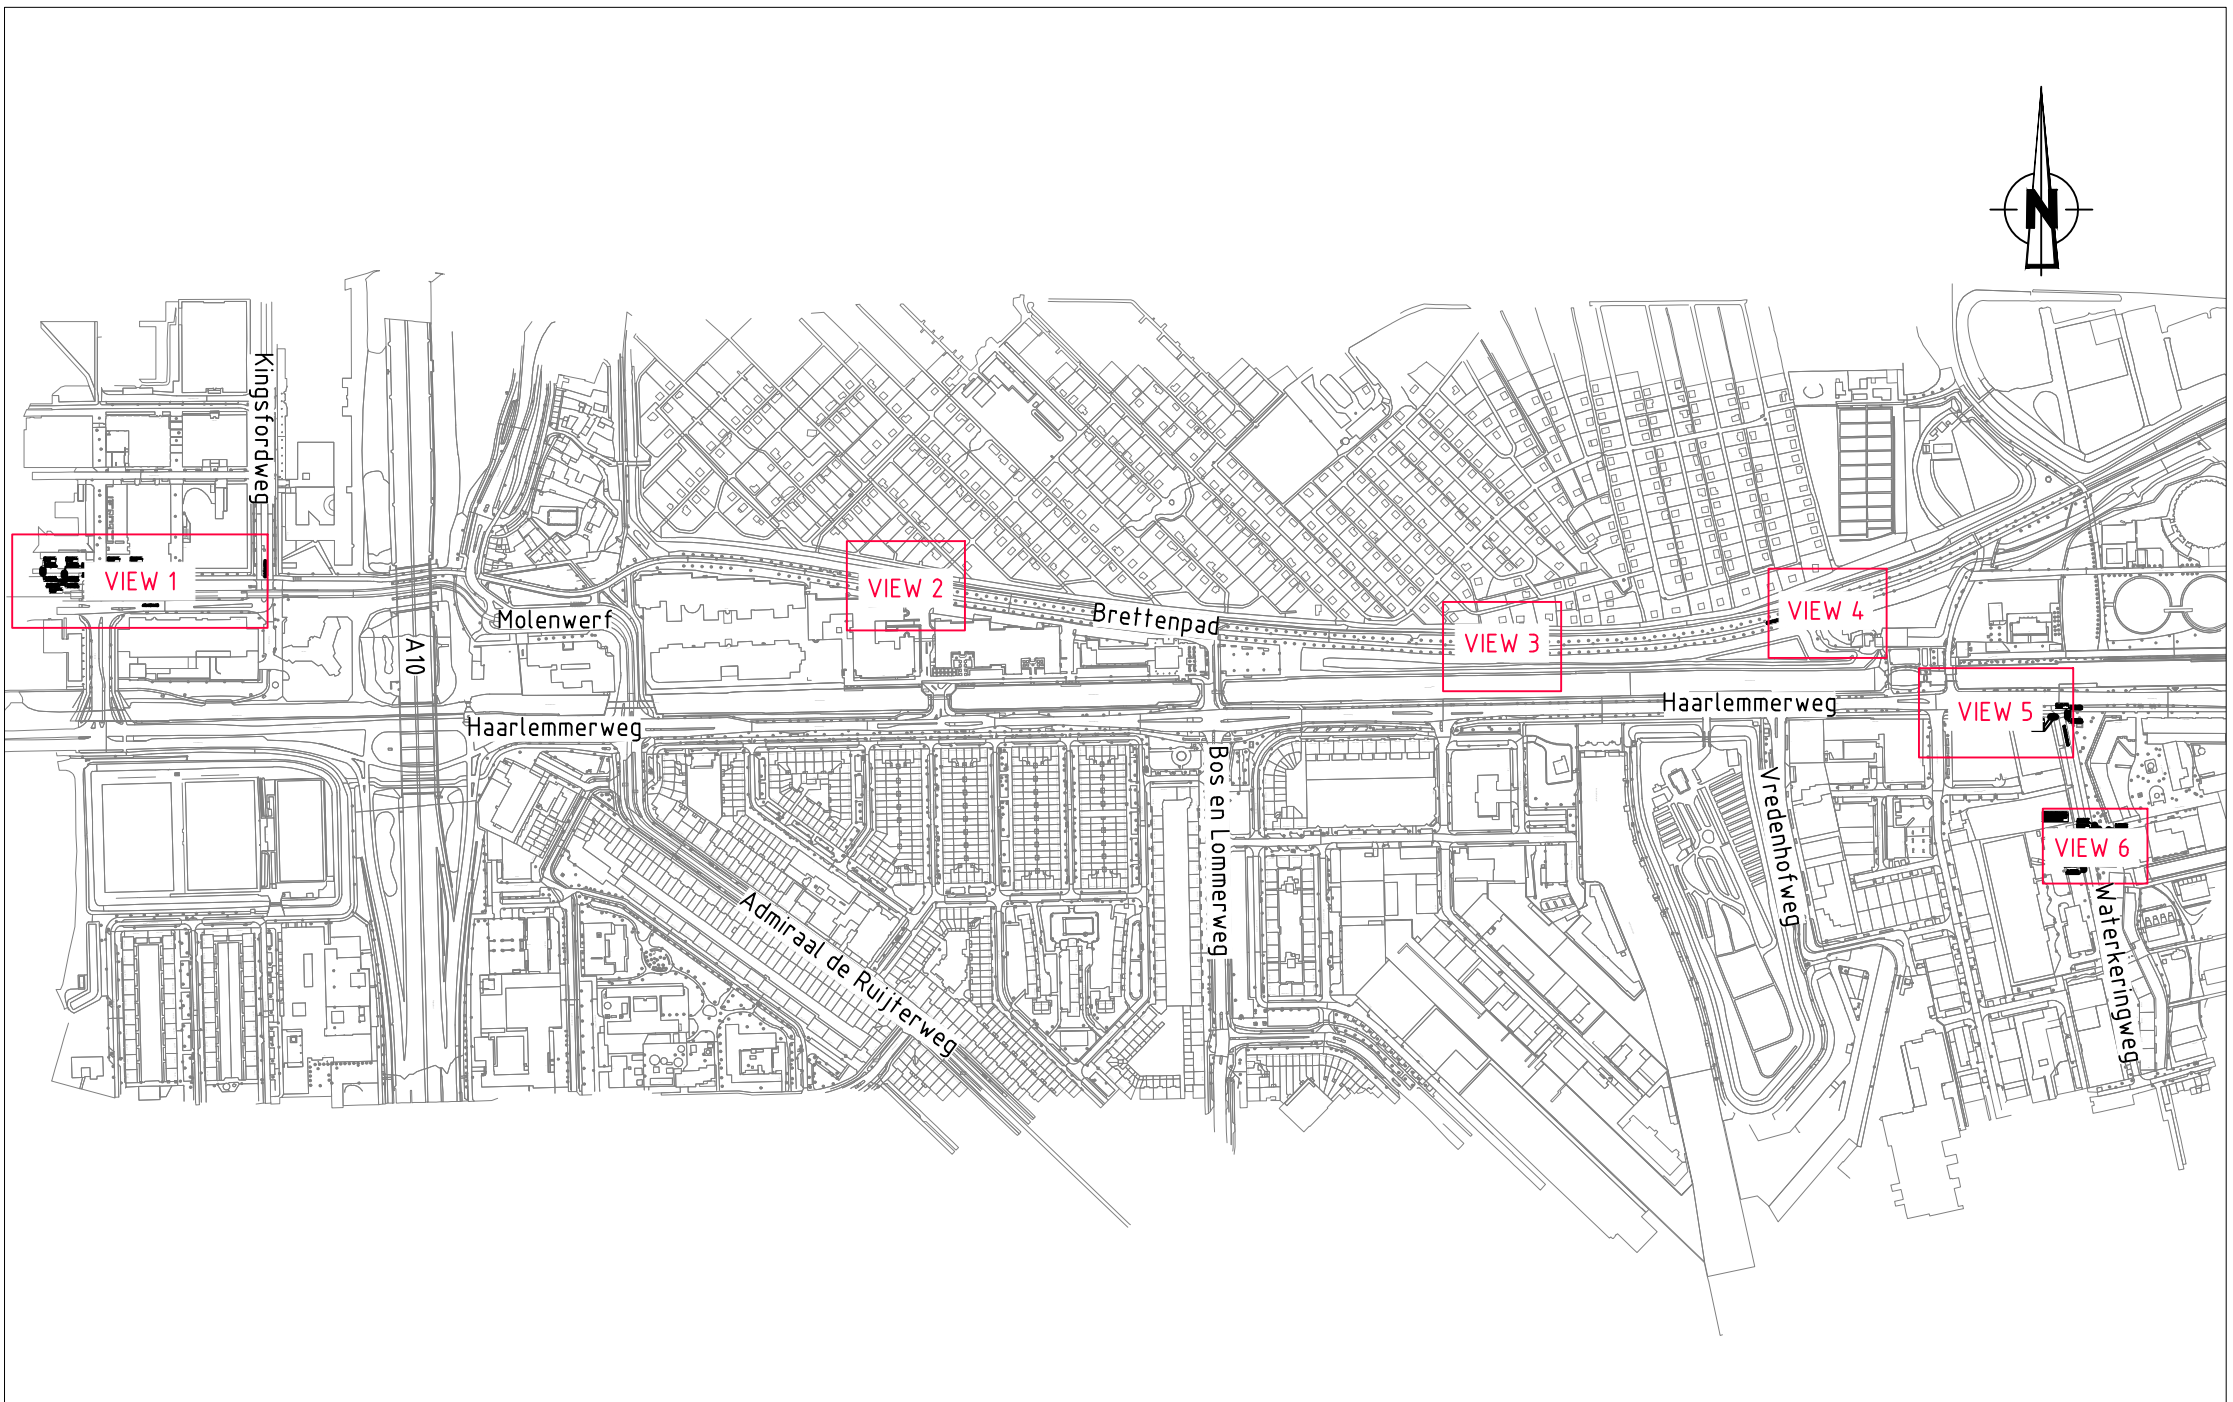 N
Kingsfordweg
VIEW 1
VIEW 2
Molenwerf
Brettenpad
VIEW 3
VIEW 4
A10
Haarlemmerweg
Haarlemmerweg
VIEW 5
Bos en Lommerweg
Vredenhofweg
VIEW 6
Admiraal de Ruijterweg
Waterkeringweg